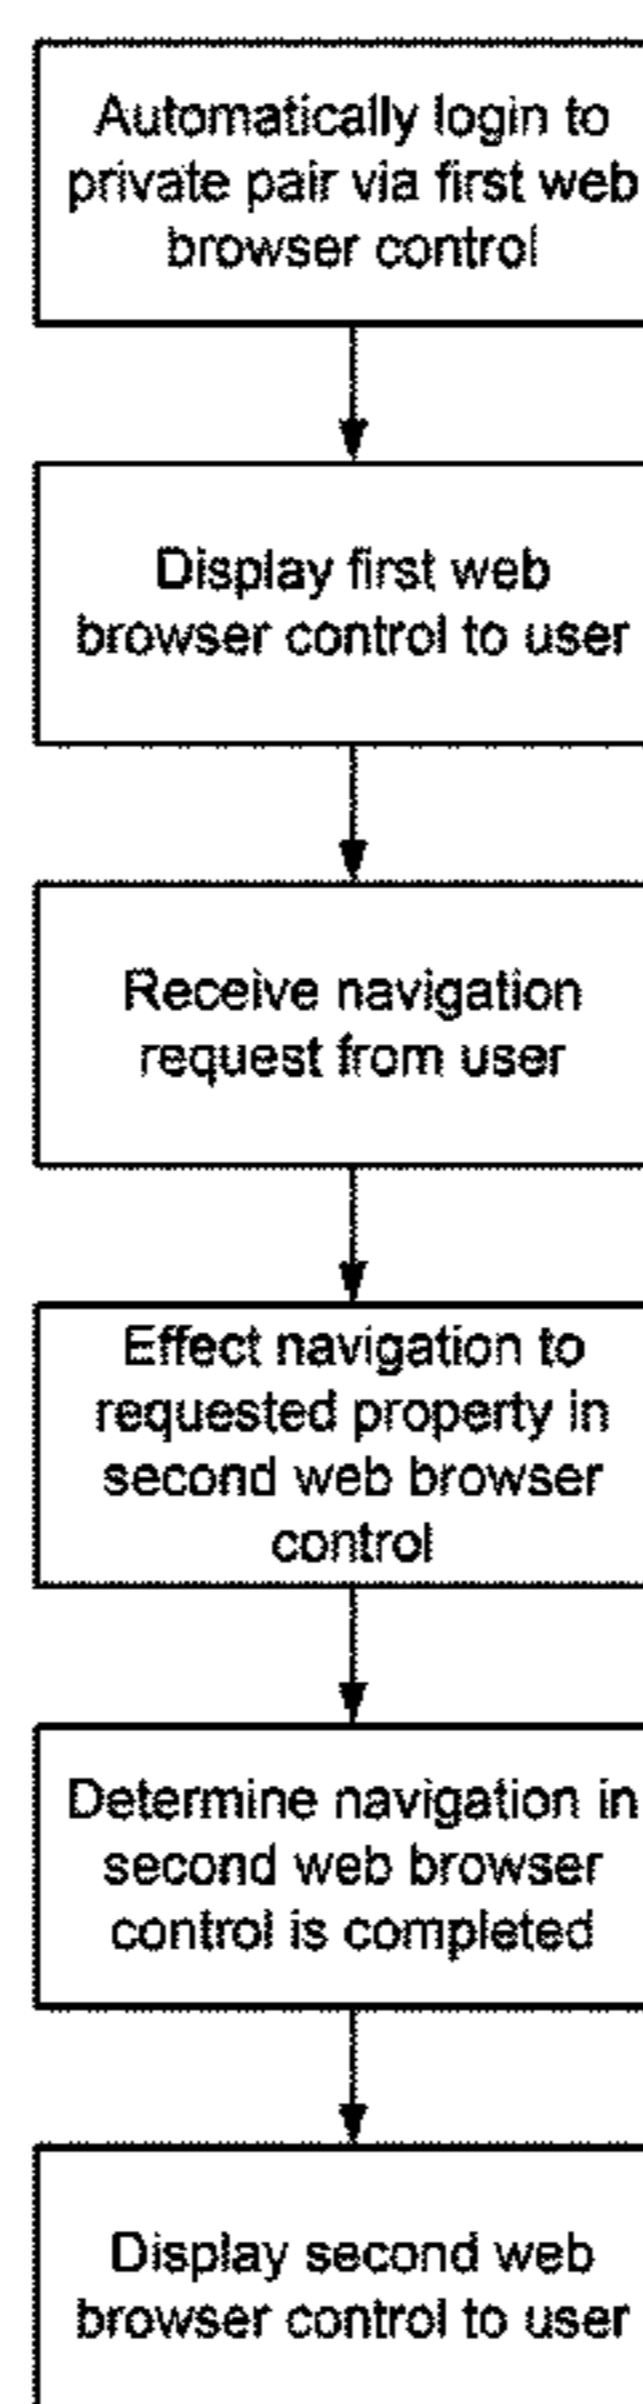 Automatically login to
private pair via first web
browser control
Display first web
browser control to user
Receive navigation
request from user
Effect navigation to
requested property in
second web browser
control
Determine navigation in
second web browser
control is completed
Display second web
browser control to user